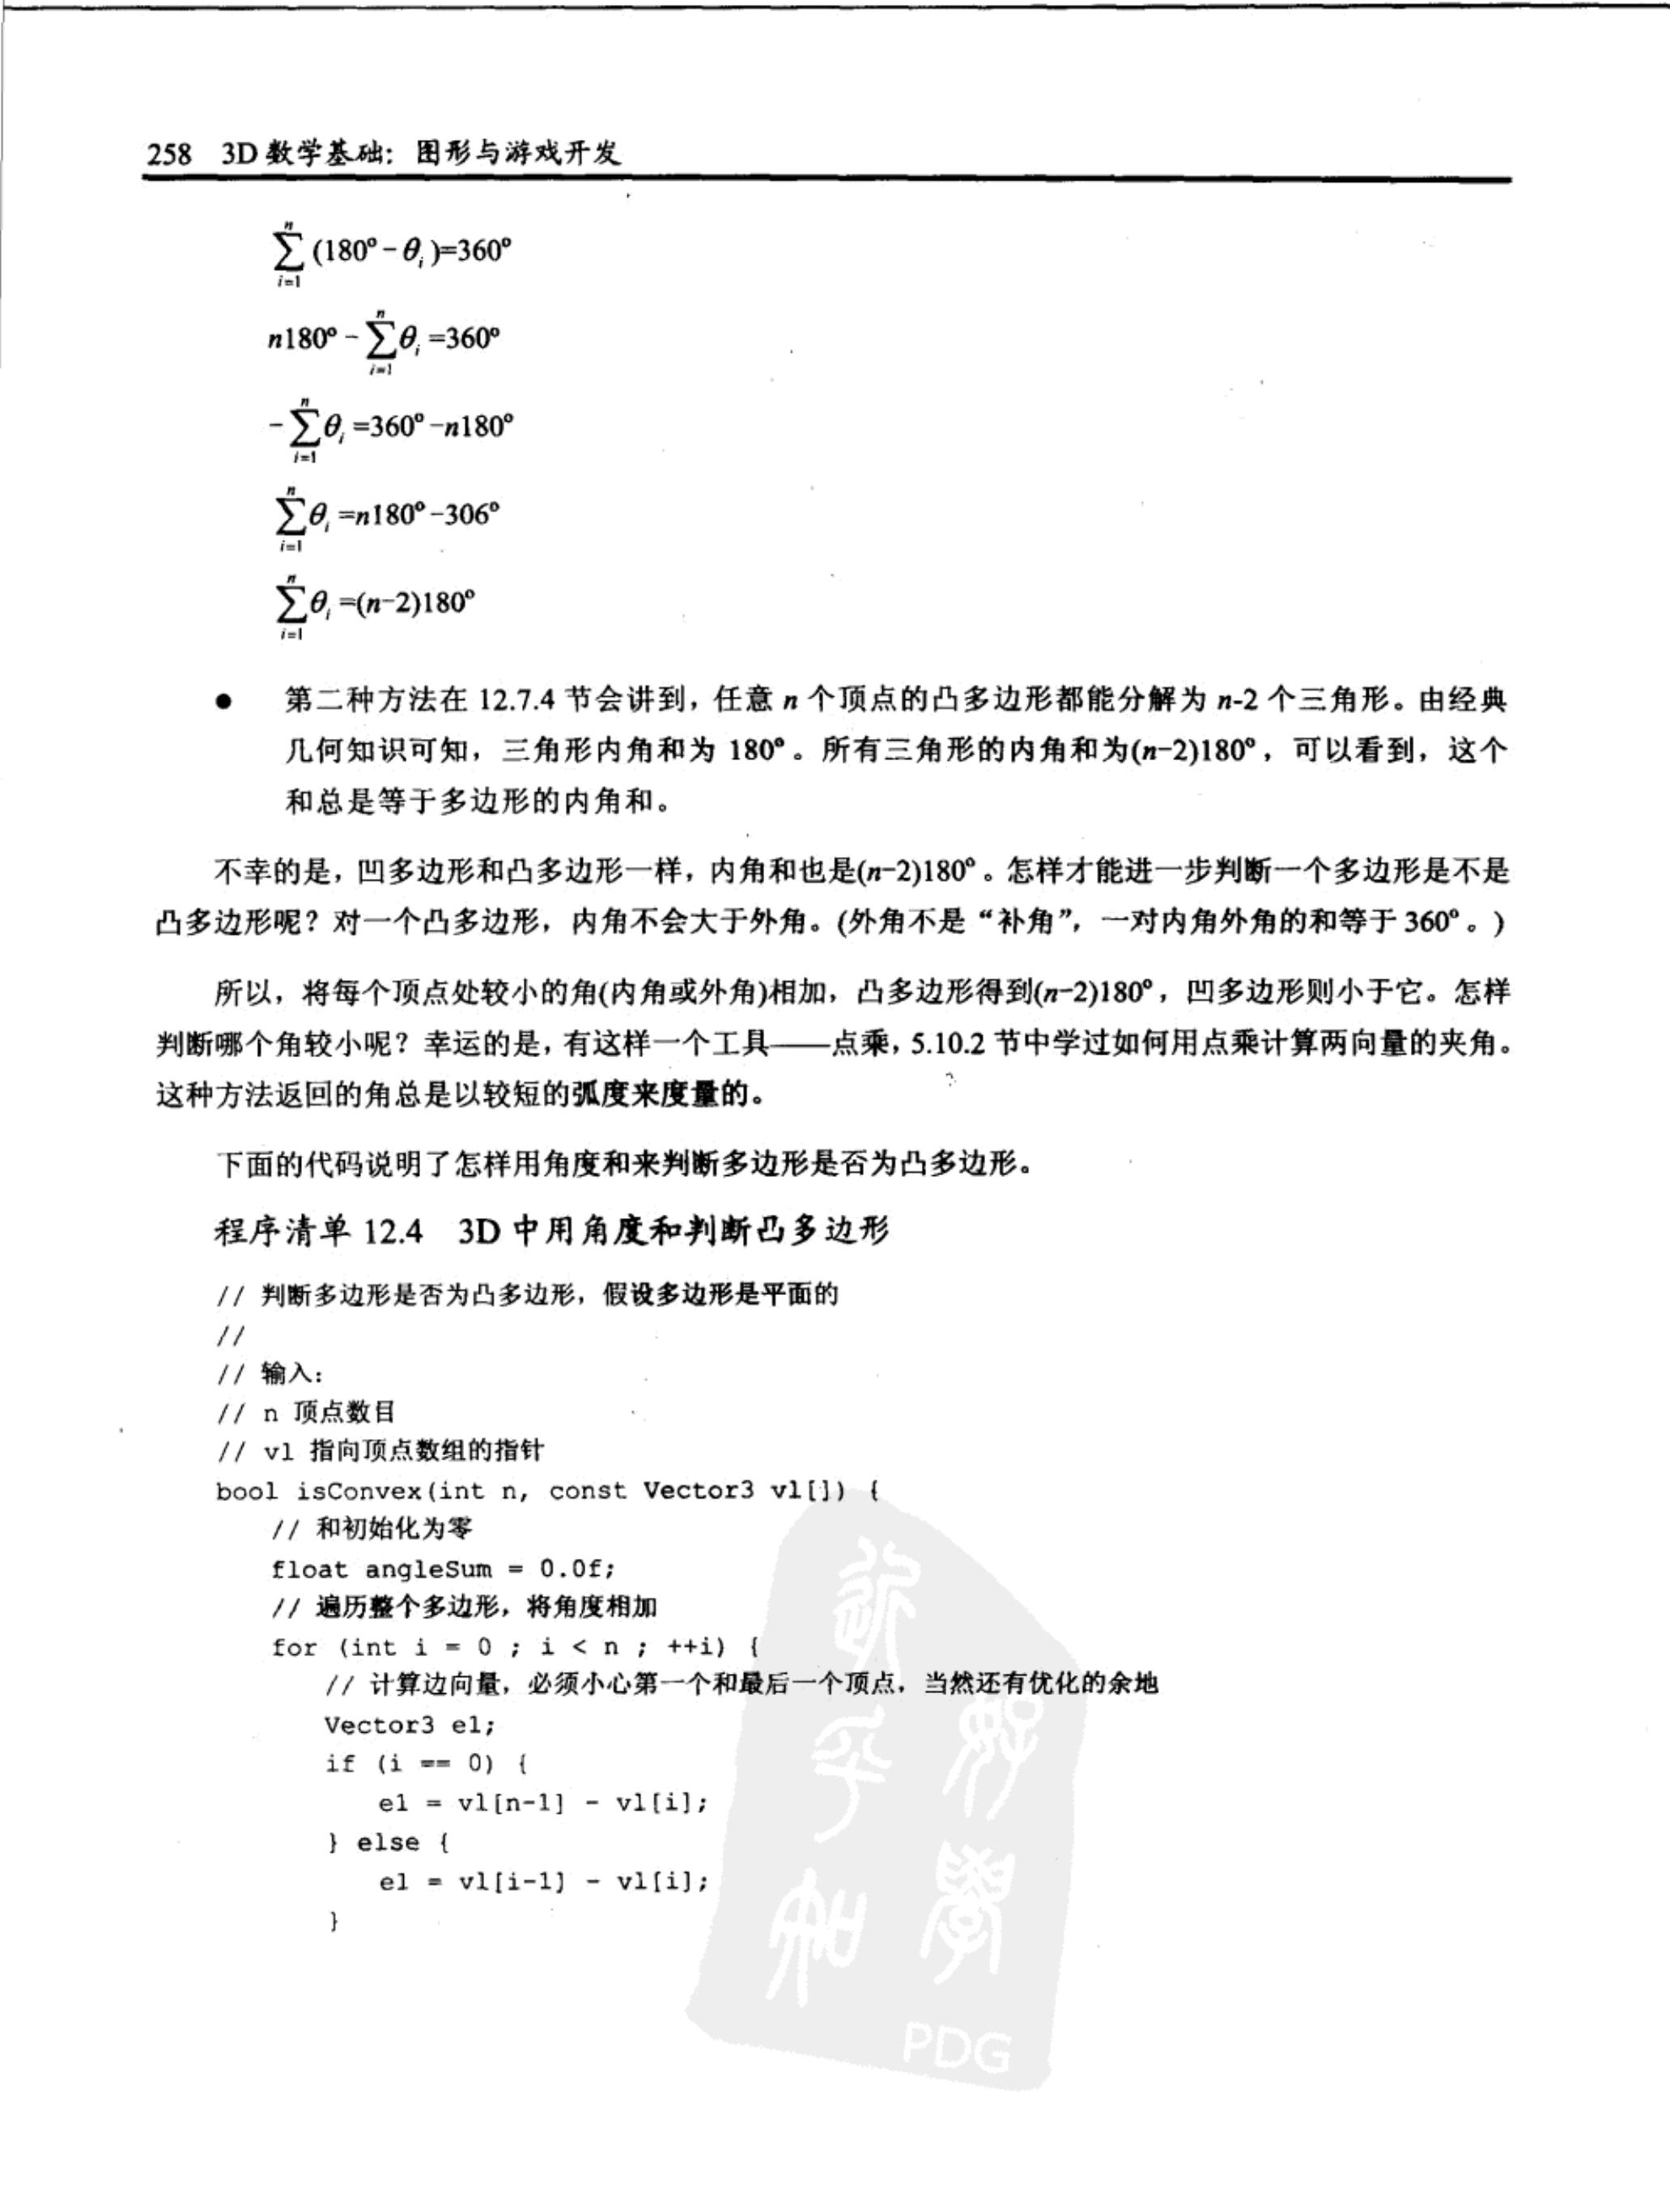 258 3D 数学基础：图形与游戏开发
n
∑ (180° − θi )=360°
i=1
n
n180° − ∑ θi =360°
i=1
n
− ∑ θi =360° −n180°
i=1
n
∑ θi =n180° −306°
i=1
n
∑ θi =(n−2)180°
i=1
● 第二种方法在 12.7.4 节会讲到，任意 n 个顶点的凸多边形都能分解为 n-2 个三角形。由经典
几何知识可知，三角形内角和为 180°。所有三角形的内角和为(n−2)180°，可以看到，这个
和总是等于多边形的内角和。
不幸的是，凹多边形和凸多边形一样，内角和也是(n−2)180°。怎样才能进一步判断一个多边形是不是
凸多边形呢？对一个凸多边形，内角不会大于外角。(外角不是“补角”，一对内角外角的和等于 360°。)
所以，将每个顶点处较小的角(内角或外角)相加，凸多边形得到(n−2)180°，凹多边形则小于它。怎样
判断哪个角较小呢？幸运的是，有这样一个工具——点乘，5.10.2 节中学过如何用点乘计算两向量的夹角。
这种方法返回的角总是以较短的弧度来度量的。
下面的代码说明了怎样用角度和来判断多边形是否为凸多边形。
程序清单 12.4 3D 中用角度和判断凸多边形
// 判断多边形是否为凸多边形，假设多边形是平面的
//
// 输入：
// n 顶点数目
// vl 指向顶点数组的指针
bool isConvex(int n, const Vector3 vl[]) {
// 和初始化为零
float angleSum = 0.0f;
// 遍历整个多边形，将角度相加
for (int i = 0 ; i < n ; ++i) {
// 计算边向量，必须小心第一个和最后一个顶点，当然还有优化的余地
Vector3 e1;
if (i == 0) {
e1 = vl[n-1] - vl[i];
} else {
e1 = vl[i-1] - vl[i];
}
PDG